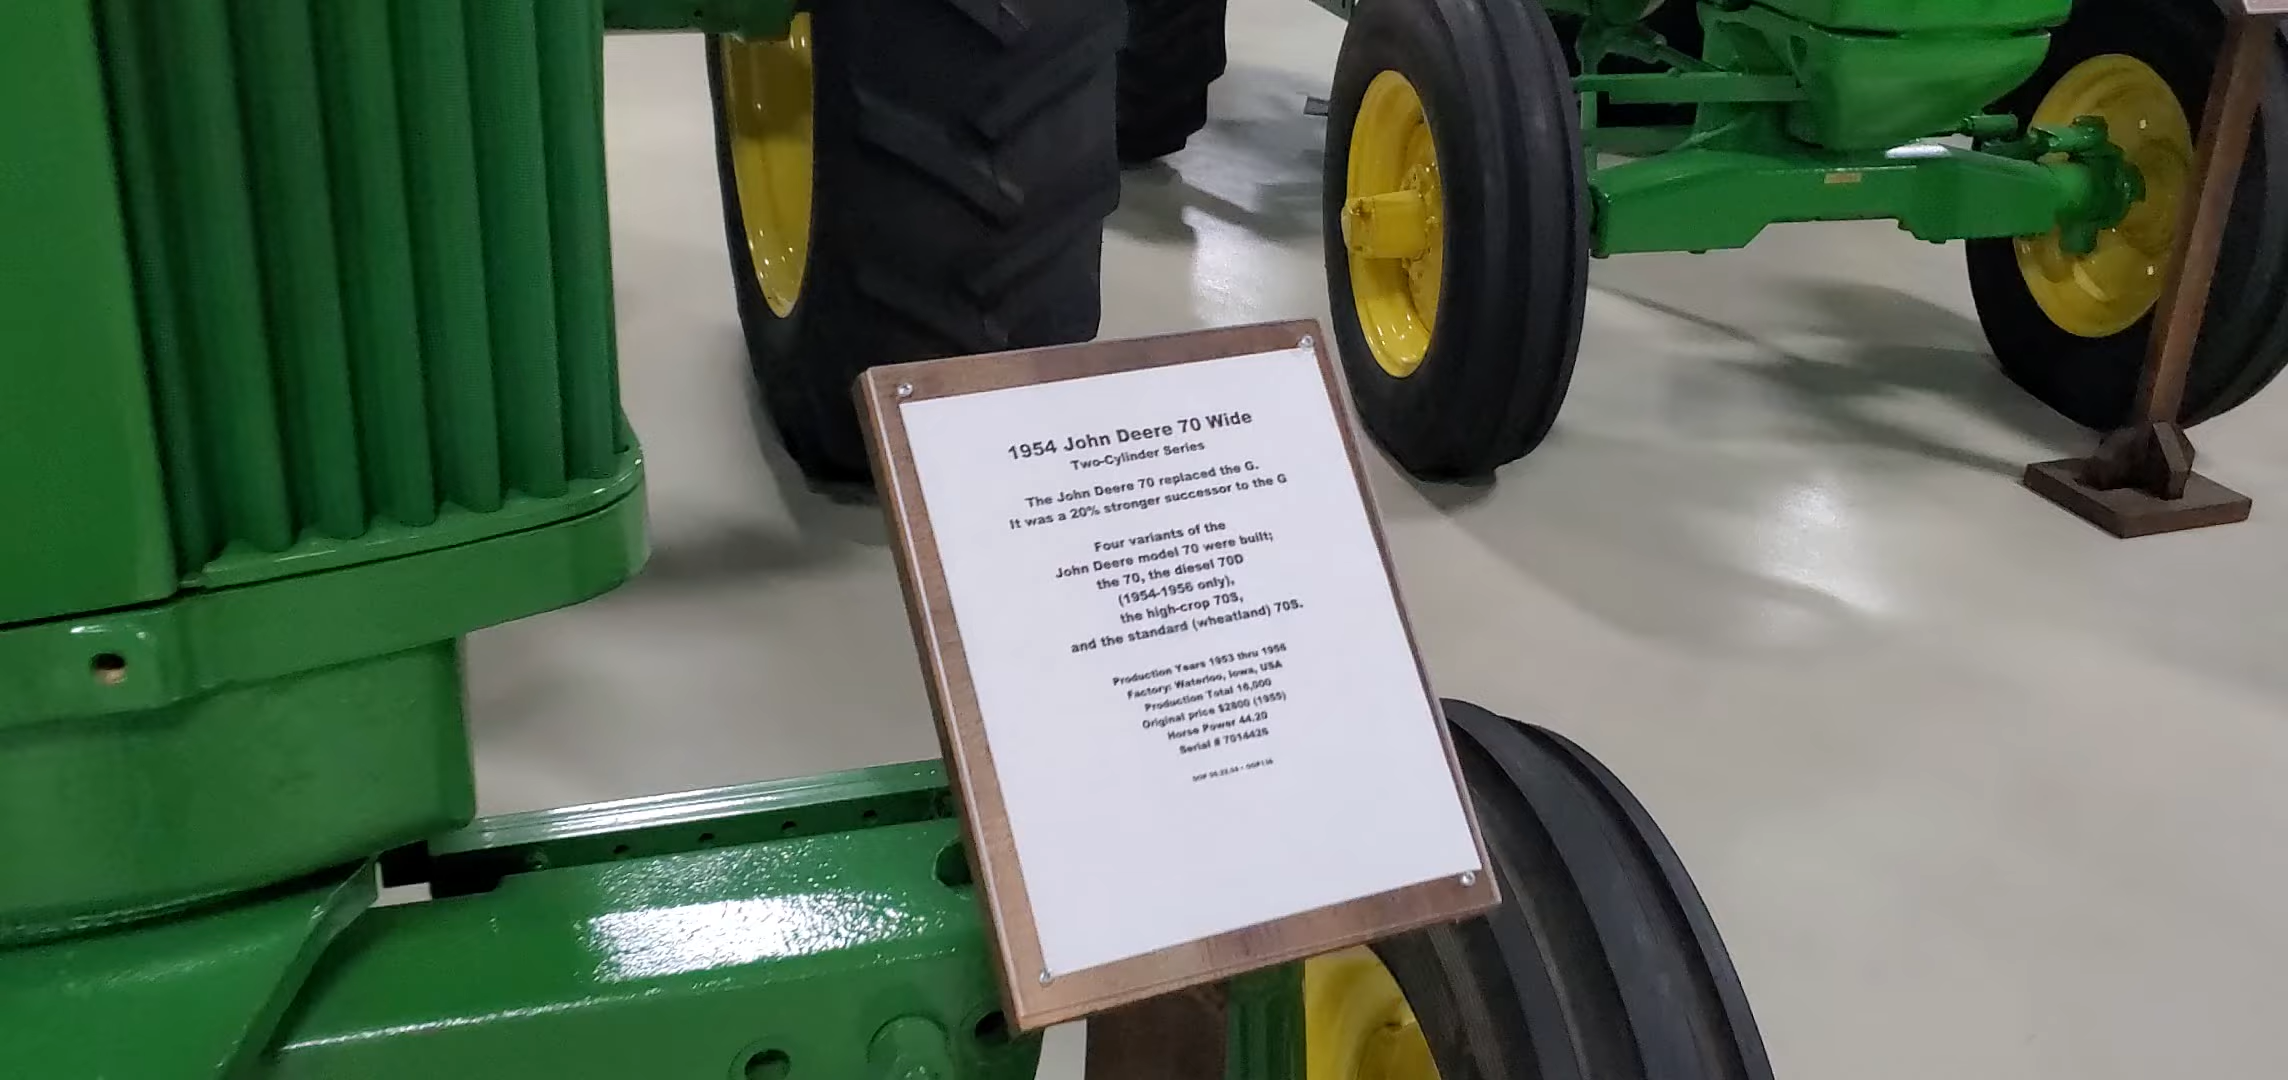 1954 John Deere 70 Wide
Two-Cylinder Series
The John Deere 70 replaced the G.
It was a 20% stronger successor to the G
Four variants of the
John Deere model 70 were built;
the 70, the diesel 70D
(1954-1956 only),
the high-crop 70S,
and the standard (wheatland) 70S.
Production Years 1953 thru 1956
Factory: Waterloo, Iowa, USA
Production Total 16,000
Original price $2800 (1955)
Horse Power 44.20
Serial # 7014426